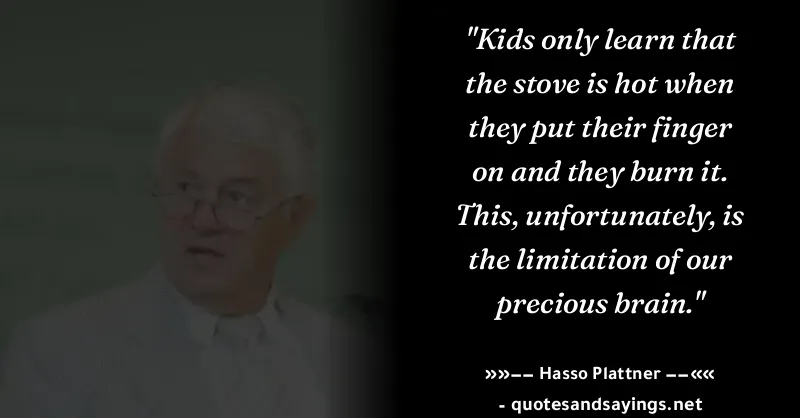 "Kids only learn that
the stove is hot when
they put their finger
on and they burn it.
This, unfortunately, is
the limitation of our
precious brain."
»»−− Hasso Plattner −−««
- quotesandsayings.net